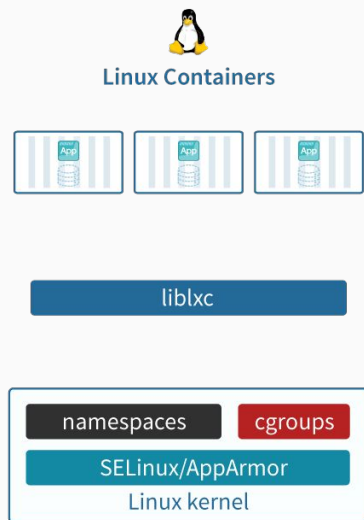 Linux Containers
App App App
liblxc
namespaces cgroups
SELinux/AppArmor
Linux kernel